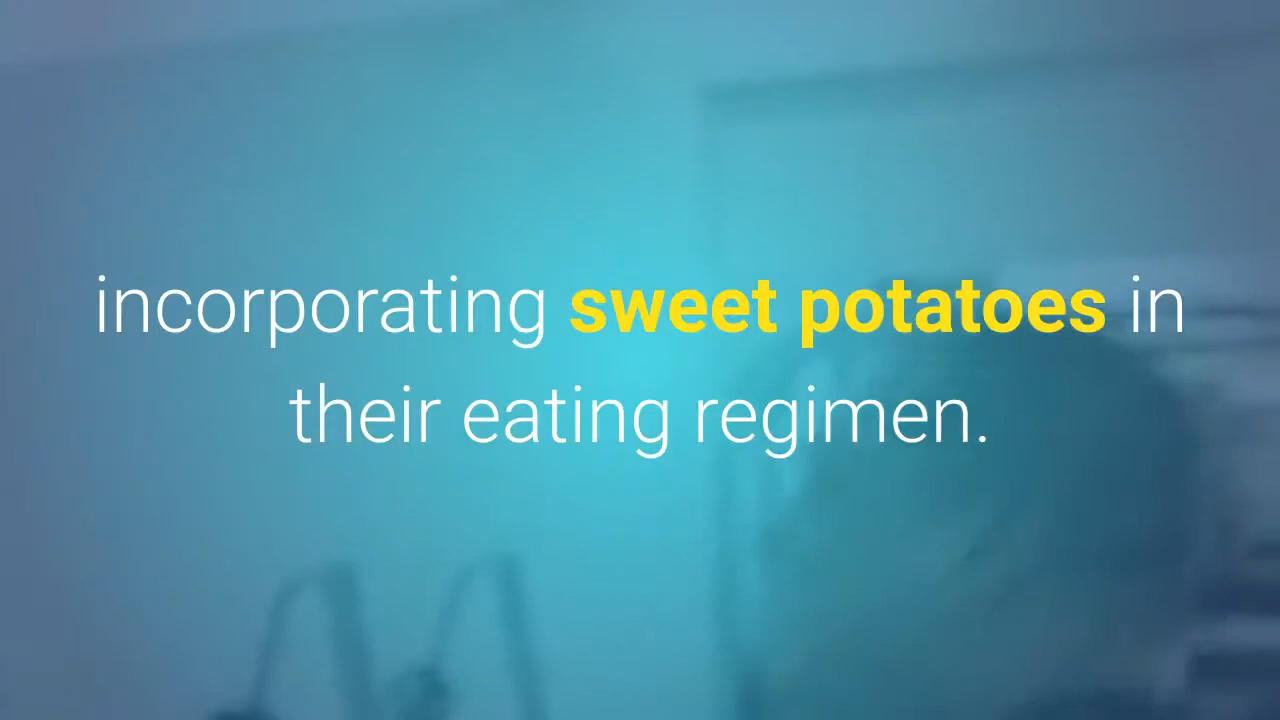 incorporating sweet potatoes in
their eating regimen.